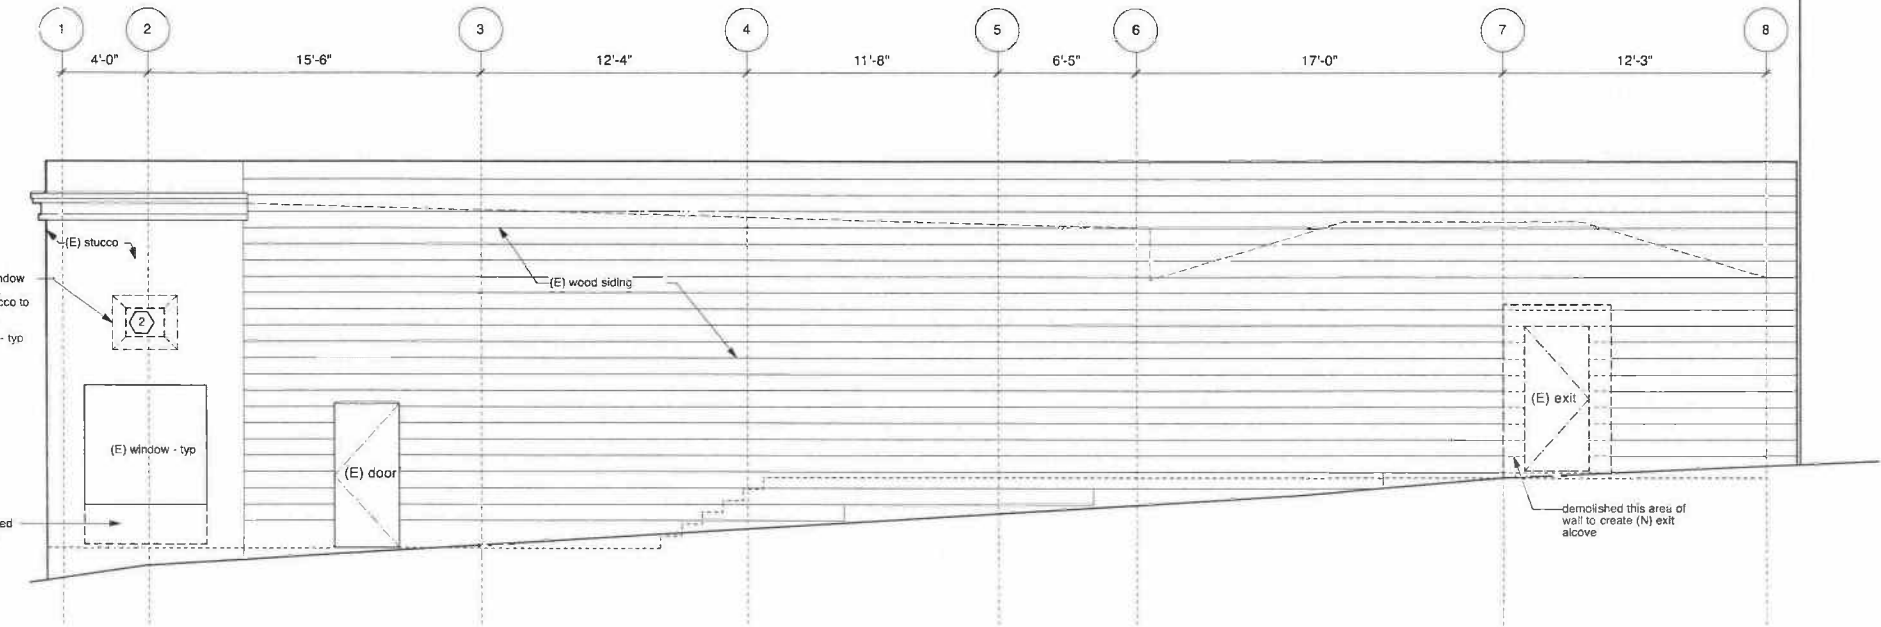 1 2 3 4 5 6 7 8
4'-0" 15'-6" 12'-4" 11'-8" 6'-5" 17'-0" 12'-3"
(E) stucco
ndow
cco to
- typ
2
(E) wood siding
(E) exit
(E) window - typ
(E) door
ed
demolished this area of
wall to create (N) exit
alcove